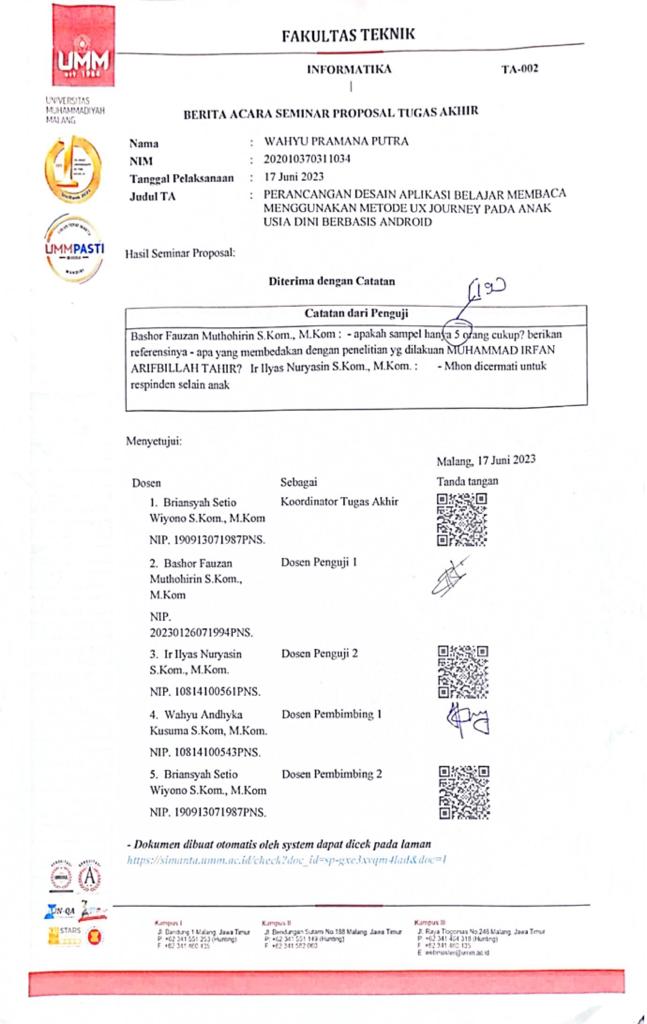 UMM
est 1964
UNIVERSITAS
MUHAMMADIYAH
MALANG
UMMPASTI
FAKULTAS TEKNIK
INFORMATIKA TA-002
BERITA ACARA SEMINAR PROPOSAL TUGAS AKHIR
Nama : WAHYU PRAMANA PUTRA
NIM : 202010370311034
Tanggal Pelaksanaan : 17 Juni 2023
Judul TA : PERANCANGAN DESAIN APLIKASI BELAJAR MEMBACA
MENGGUNAKAN METODE UX JOURNEY PADA ANAK
USIA DINI BERBASIS ANDROID
Hasil Seminar Proposal:
Diterima dengan Catatan
Catatan dari Penguji
Bashor Fauzan Muthohirin S.Kom., M.Kom : - apakah sampel hanya 5 orang cukup? berikan
referensinya - apa yang membedakan dengan penelitian yg dilakuan MUHAMMAD IRFAN
ARIFBILLAH TAHIR? Ir Ilyas Nuryasin S.Kom., M.Kom. : - Mhon dicermati untuk
respinden selain anak
Menyetujui:
Malang, 17 Juni 2023
Dosen Sebagai Tanda tangan
1. Briansyah Setio Koordinator Tugas Akhir
Wiyono S.Kom., M.Kom
NIP. 190913071987PNS.
2. Bashor Fauzan Dosen Penguji 1
Muthohirin S.Kom.,
M.Kom
NIP.
20230126071994PNS.
3. Ir Ilyas Nuryasin Dosen Penguji 2
S.Kom., M.Kom.
NIP. 10814100561PNS.
4. Wahyu Andhyka Dosen Pembimbing 1
Kusuma S.Kom, M.Kom.
NIP. 10814100543PNS.
5. Briansyah Setio Dosen Pembimbing 2
Wiyono S.Kom., M.Kom
NIP. 190913071987PNS.
- Dokumen dibuat otomatis oleh system dapat dicek pada laman
https://simanta.umm.ac.id/check?doc_id=sp-gxe3xvqm4lad&doc=1
A
UN-QA
STARS
Kampus I Kampus II Kampus III
Jl. Bandung 1 Malang, Jawa Timur Jl. Bendungan Sutami No.188 Malang, Jawa Timur Jl. Raya Tlogomas No.246 Malang, Jawa Timur
P. +62 341 551 253 (Hunting) P. +62 341 551 149 (Hunting) P. +62 341 464 318 (Hunting)
F. +62 341 460 435 F. +62 341 582 060 F. +62 341 460 435
E. webmaster@umm.ac.id